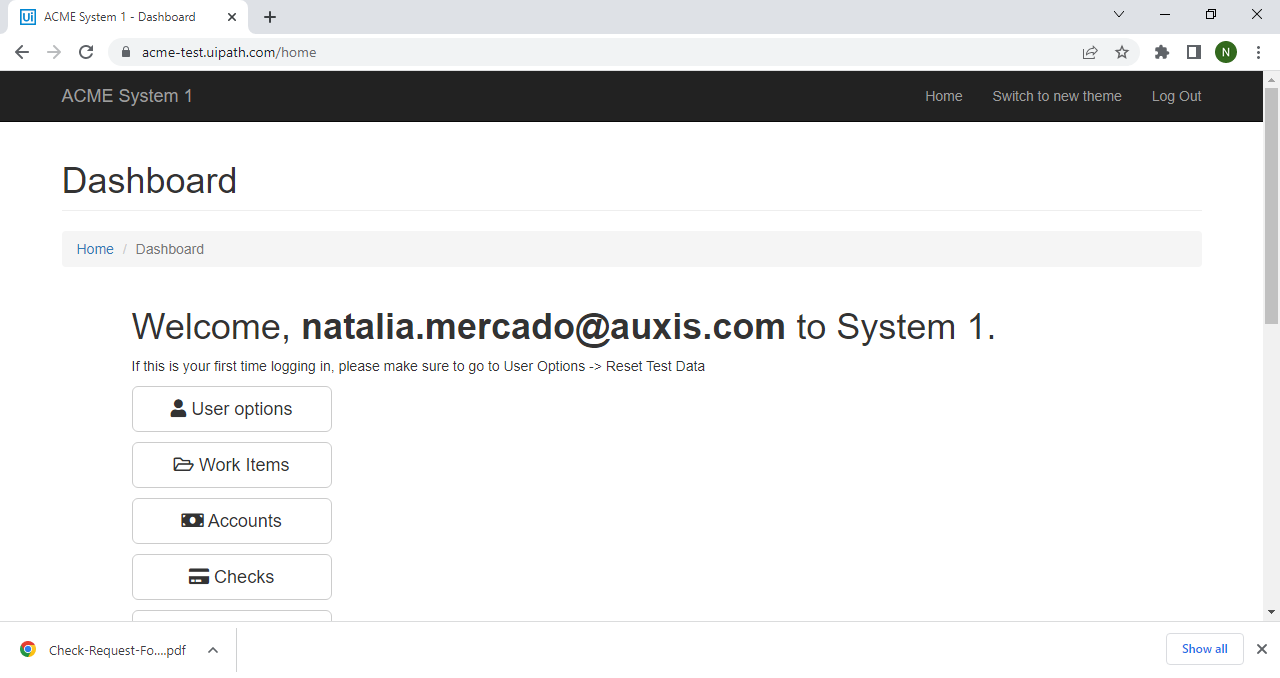 ACME System 1 - Dashboard
acme-test.uipath.com/home
N
ACME System 1 Home Switch to new theme Log Out
Dashboard
Home / Dashboard
Welcome, natalia.mercado@auxis.com to System 1.
If this is your first time logging in, please make sure to go to User Options -> Reset Test Data
User options
Work Items
Accounts
Checks
Check-Request-Fo....pdf
Show all